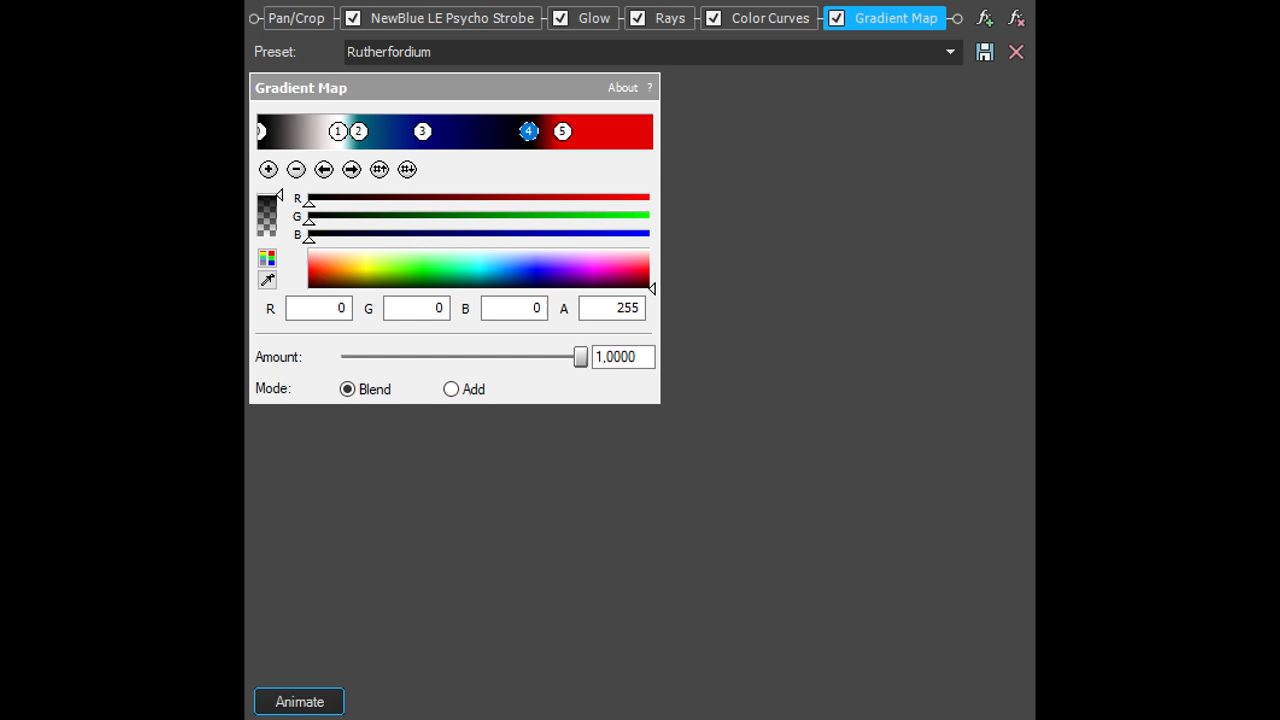 Pan/Crop NewBlue LE Psycho Strobe Glow Rays Color Curves Gradient Map
Preset: Rutherfordium
Gradient Map About ?
1 2 3 4 5
R
G
B
R 0 G 0 B 0 A 255
Amount: 1,0000
Mode: Blend Add
Animate